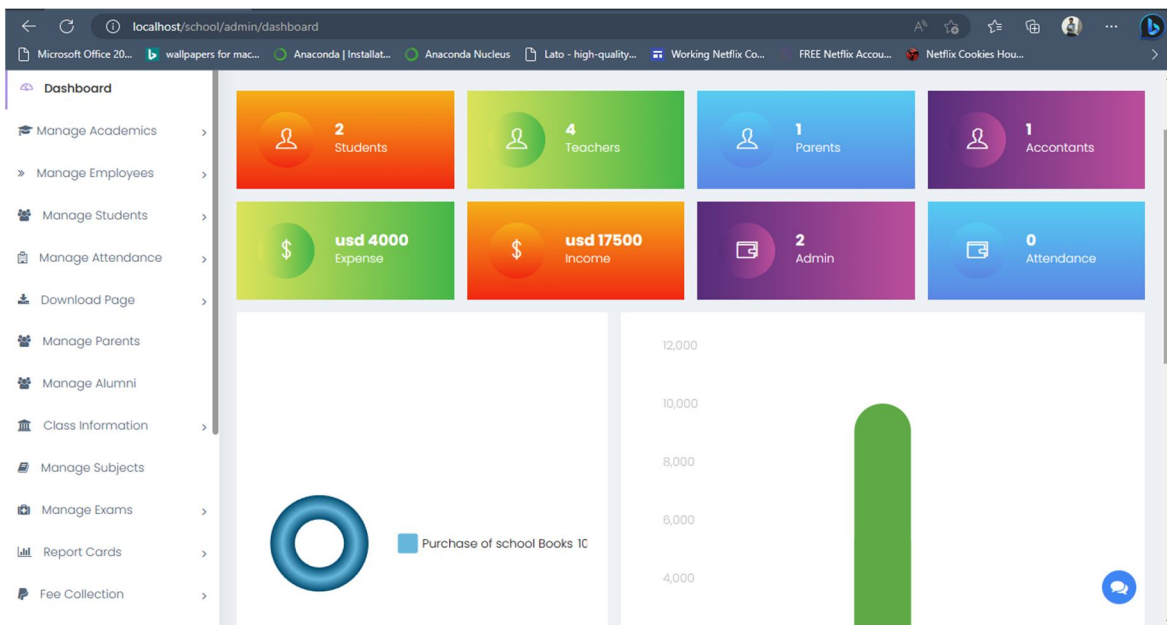 localhost/school/admin/dashboard
Microsoft Office 20... wallpapers for mac... Anaconda | Installat... Anaconda Nucleus Lato - high-quality... Working Netflix Co... FREE Netflix Accou... Netflix Cookies Hou...
Dashboard
Manage Academics
Manage Employees
Manage Students
Manage Attendance
Download Page
Manage Parents
Manage Alumni
Class Information
Manage Subjects
Manage Exams
Report Cards
Fee Collection
2
Students
4
Teachers
1
Parents
1
Accontants
usd 4000
Expense
usd 17500
Income
2
Admin
0
Attendance
Purchase of school Books 10
12,000
10,000
8,000
6,000
4,000